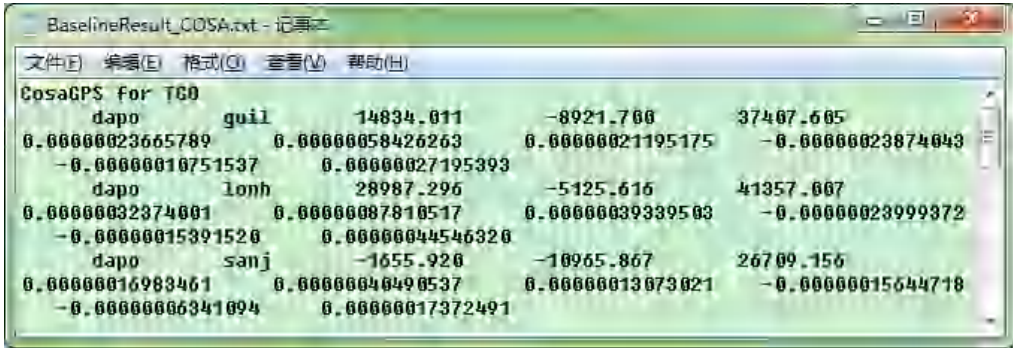 BaselineResult_COSA.txt - 记事本
文件(F) 编辑(E) 格式(O) 查看(V) 帮助(H)
CosaGPS for TGO
dapo guil 14834.011 -8921.700 37407.605
0.00000023665789 0.00000058426263 0.00000021195175 -0.00000023874043
-0.00000010751537 0.00000027195393
dapo lonh 28987.296 -5125.616 41357.007
0.00000032374001 0.00000087810517 0.00000039339503 -0.00000023999372
-0.00000015391520 0.00000044546320
dapo sanj -1655.920 -10965.867 26709.156
0.00000016983461 0.00000040490537 0.00000013073021 -0.00000015644718
-0.00000006341094 0.00000017372491